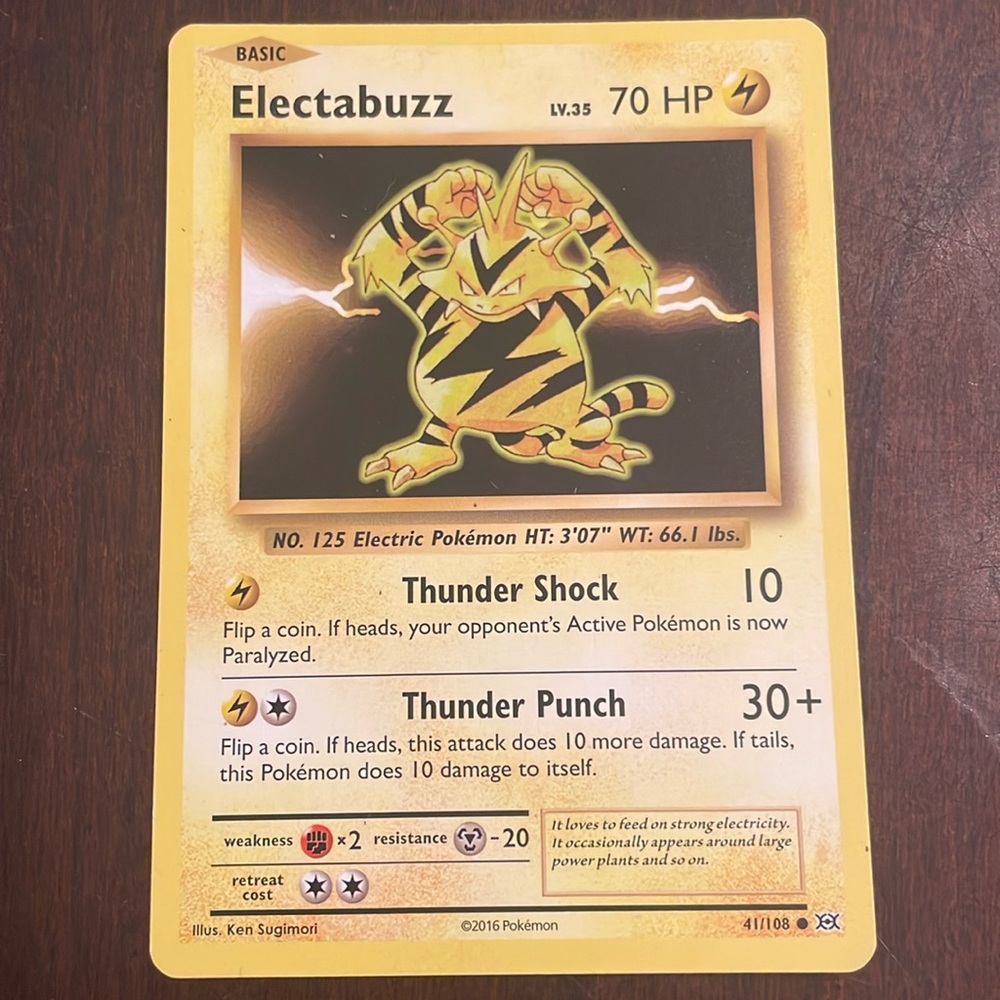 BASIC
Electabuzz LV.35 70 HP
NO. 125 Electric Pokémon HT: 3'07" WT: 66.1 lbs.
Thunder Shock 10
Flip a coin. If heads, your opponent's Active Pokémon is now
Paralyzed.
Thunder Punch 30+
Flip a coin. If heads, this attack does 10 more damage. If tails,
this Pokémon does 10 damage to itself.
weakness ×2 resistance -20
retreat
cost
It loves to feed on strong electricity.
It occasionally appears around large
power plants and so on.
Illus. Ken Sugimori ©2016 Pokémon 41/108